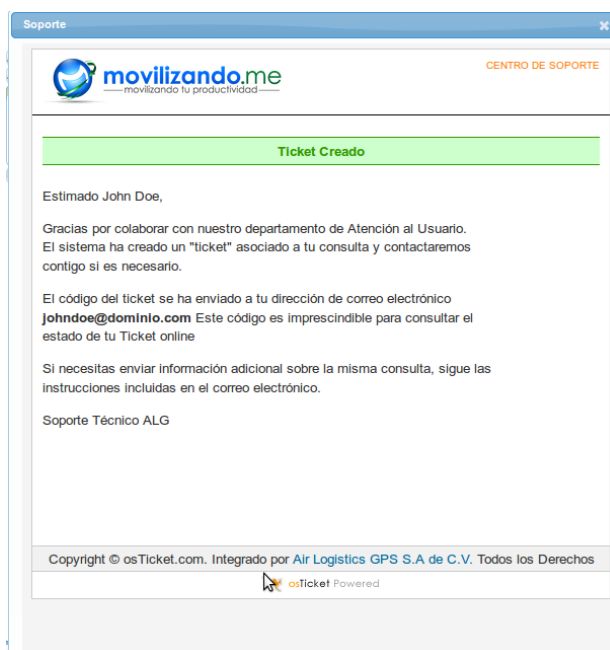 Soporte
movilizando.me
movilizando tu productividad
CENTRO DE SOPORTE
Ticket Creado
Estimado John Doe,
Gracias por colaborar con nuestro departamento de Atención al Usuario.
El sistema ha creado un "ticket" asociado a tu consulta y contactaremos
contigo si es necesario.
El código del ticket se ha enviado a tu dirección de correo electrónico
johndoe@dominio.com Este código es imprescindible para consultar el
estado de tu Ticket online
Si necesitas enviar información adicional sobre la misma consulta, sigue las
instrucciones incluidas en el correo electrónico.
Soporte Técnico ALG
Copyright © osTicket.com. Integrado por Air Logistics GPS S.A de C.V. Todos los Derechos
osTicket Powered